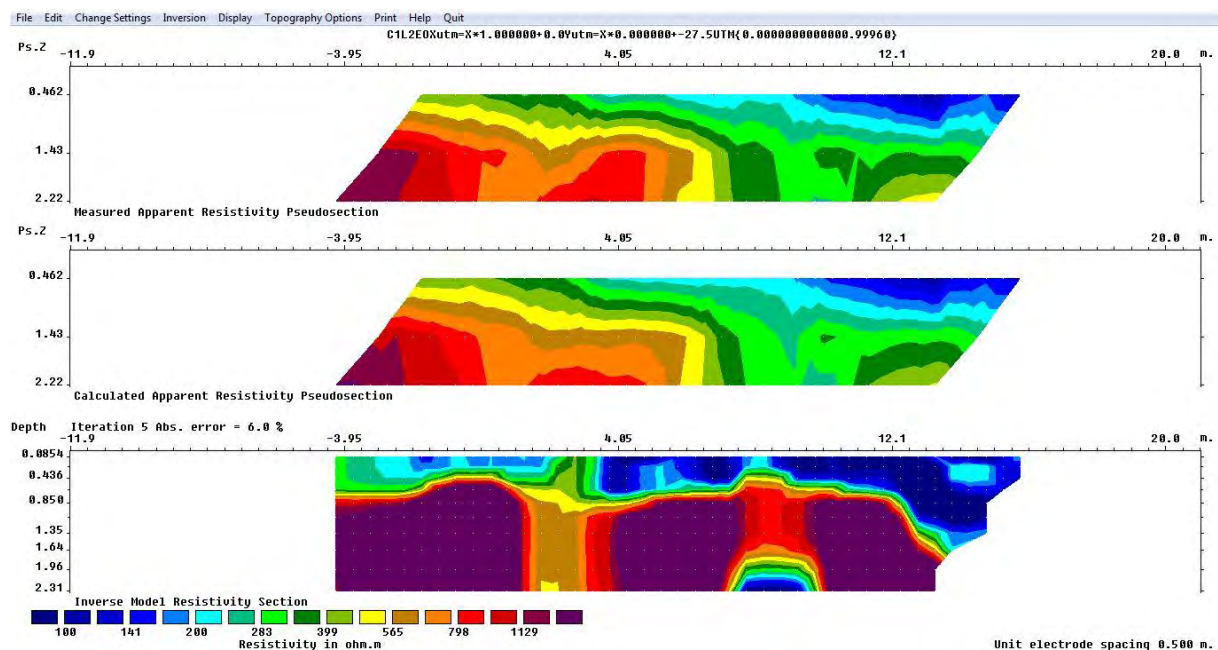 File Edit Change Settings Inversion Display Topography Options Print Help Quit
C1L2EOXutm=X*1.000000+0.0Yutm=X*0.000000+-27.5UTM{0.0000000000000.99960}
Ps.Z -11.9 -3.95 4.05 12.1 20.0 m.
0.462
1.43
2.22
Measured Apparent Resistivity Pseudosection
Ps.Z -11.9 -3.95 4.05 12.1 20.0 m.
0.462
1.43
2.22
Calculated Apparent Resistivity Pseudosection
Depth Iteration 5 Abs. error = 6.0 %
-11.9 -3.95 4.05 12.1 20.0 m.
0.0854
0.436
0.850
1.35
1.64
1.96
2.31
Inverse Model Resistivity Section
100 141 200 283 399 565 798 1129
Resistivity in ohm.m Unit electrode spacing 0.500 m.